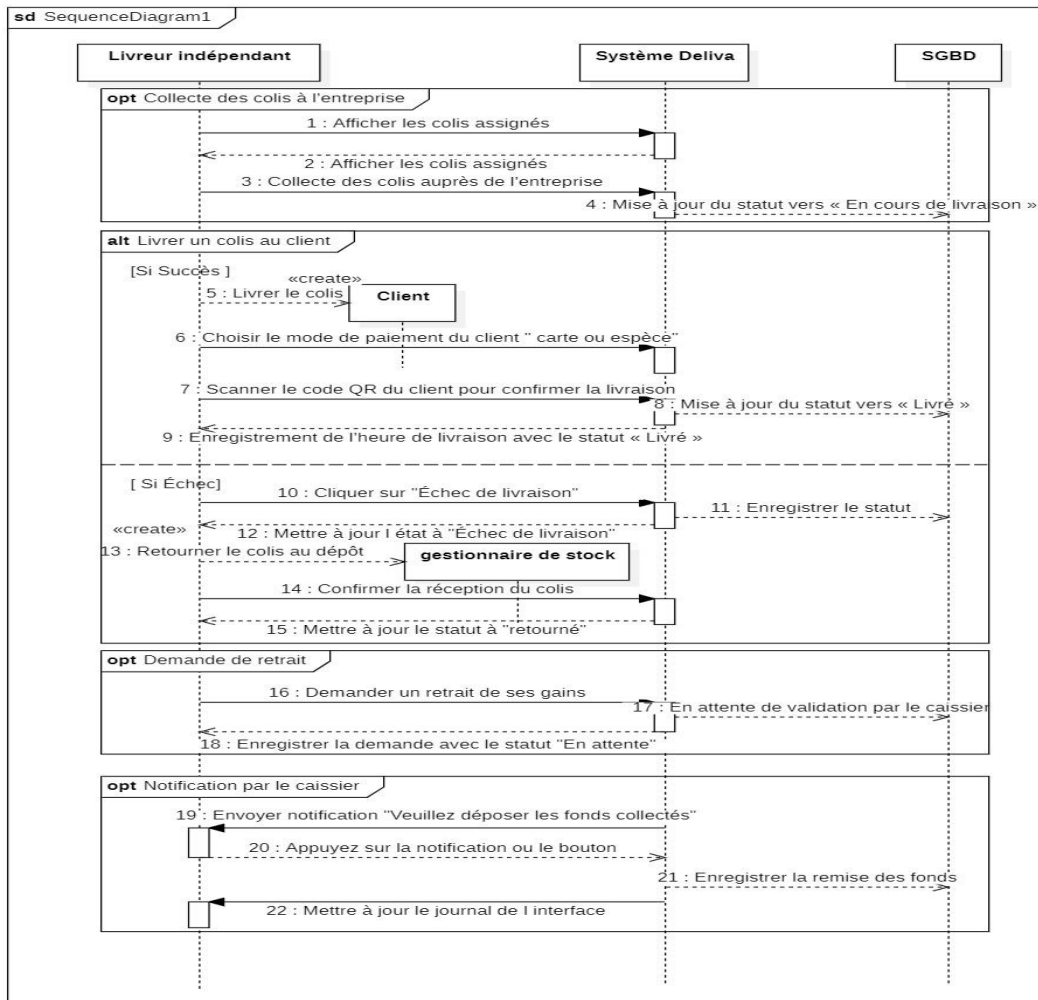 sd SequenceDiagram1
Livreur indépendant
Système Deliva
SGBD
opt Collecte des colis à l'entreprise
1 : Afficher les colis assignés
2 : Afficher les colis assignés
3 : Collecte des colis auprès de l'entreprise
4 : Mise à jour du statut vers « En cours de livraison »
alt Livrer un colis au client
[Si Succès ]
«create»
5 : Livrer le colis
Client
6 : Choisir le mode de paiement du client " carte ou espèce"
7 : Scanner le code QR du client pour confirmer la livraison
8 : Mise à jour du statut vers « Livré »
9 : Enregistrement de l'heure de livraison avec le statut « Livré »
[ Si Échec]
10 : Cliquer sur "Échec de livraison"
11 : Enregistrer le statut
«create»
12 : Mettre à jour l état à "Échec de livraison"
13 : Retourner le colis au dépôt
gestionnaire de stock
14 : Confirmer la réception du colis
15 : Mettre à jour le statut à "retourné"
opt Demande de retrait
16 : Demander un retrait de ses gains
17 : En attente de validation par le caissier
18 : Enregistrer la demande avec le statut "En attente"
opt Notification par le caissier
19 : Envoyer notification "Veuillez déposer les fonds collectés"
20 : Appuyez sur la notification ou le bouton
21 : Enregistrer la remise des fonds
22 : Mettre à jour le journal de l interface